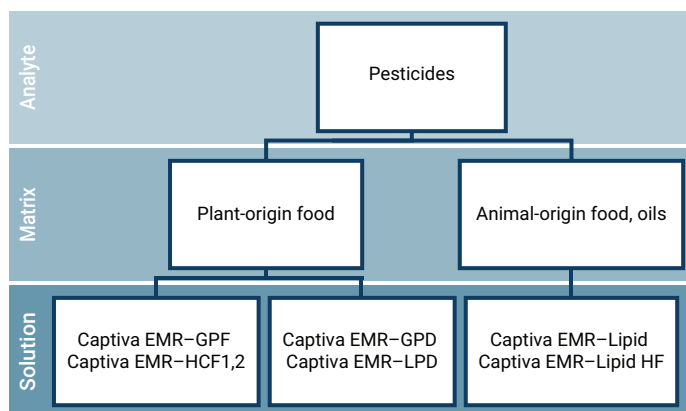 Analyte
Pesticides
Matrix
Plant-origin food
Animal-origin food, oils
Solution
Captiva EMR–GPF
Captiva EMR–HCF1,2
Captiva EMR–GPD
Captiva EMR–LPD
Captiva EMR–Lipid
Captiva EMR–Lipid HF